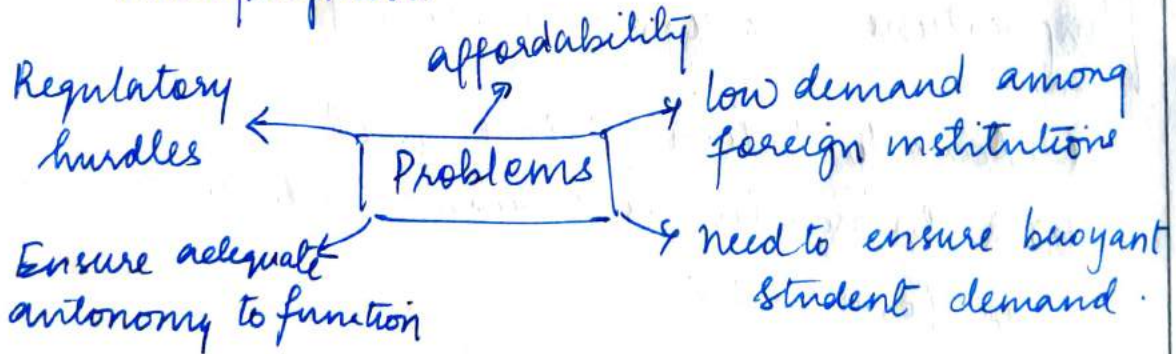 affordability
Regulatory
hurdles
low demand among
foreign institutions
Problems
Ensure adequate
autonomy to function
need to ensure buoyant
student demand.